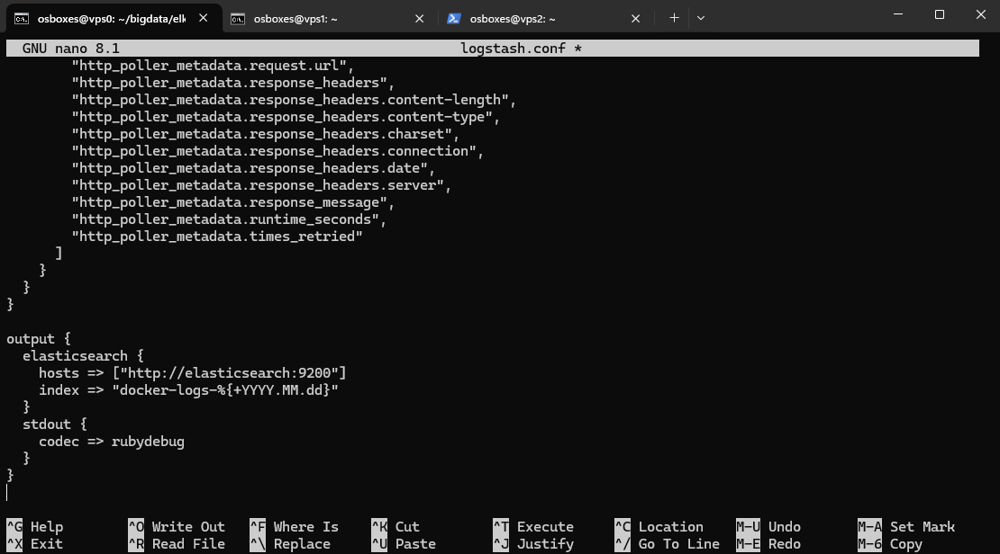 osboxes@vps0: ~/bigdata/elk
osboxes@vps1: ~
osboxes@vps2: ~
GNU nano 8.1 logstash.conf *
"http_poller_metadata.request.url",
"http_poller_metadata.response_headers",
"http_poller_metadata.response_headers.content-length",
"http_poller_metadata.response_headers.content-type",
"http_poller_metadata.response_headers.charset",
"http_poller_metadata.response_headers.connection",
"http_poller_metadata.response_headers.date",
"http_poller_metadata.response_headers.server",
"http_poller_metadata.response_message",
"http_poller_metadata.runtime_seconds",
"http_poller_metadata.times_retried"
]
}
}
}
output {
elasticsearch {
hosts => ["http://elasticsearch:9200"]
index => "docker-logs-%{+YYYY.MM.dd}"
}
stdout {
codec => rubydebug
}
}
^G Help ^O Write Out ^F Where Is ^K Cut ^T Execute ^C Location M-U Undo M-A Set Mark
^X Exit ^R Read File ^\ Replace ^U Paste ^J Justify ^/ Go To Line M-E Redo M-6 Copy